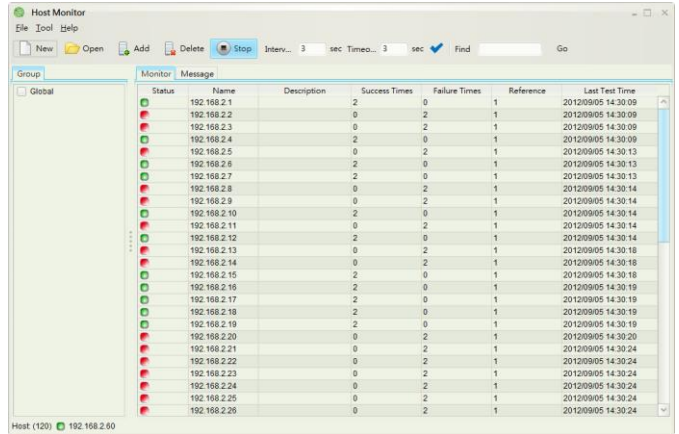 Host Monitor
File Tool Help
New Open Add Delete Stop Interv... 3 sec Timeo... 3 sec Find Go
Group Monitor Message
Global
Status Name Description Success Times Failure Times Reference Last Test Time
192.168.2.1 2 0 1 2012/09/05 14:30:09
192.168.2.2 0 2 1 2012/09/05 14:30:09
192.168.2.3 0 2 1 2012/09/05 14:30:09
192.168.2.4 2 0 1 2012/09/05 14:30:09
192.168.2.5 0 2 1 2012/09/05 14:30:13
192.168.2.6 2 0 1 2012/09/05 14:30:13
192.168.2.7 2 0 1 2012/09/05 14:30:13
192.168.2.8 0 2 1 2012/09/05 14:30:14
192.168.2.9 0 2 1 2012/09/05 14:30:14
192.168.2.10 2 0 1 2012/09/05 14:30:14
192.168.2.11 0 2 1 2012/09/05 14:30:14
192.168.2.12 2 0 1 2012/09/05 14:30:14
192.168.2.13 0 2 1 2012/09/05 14:30:18
192.168.2.14 0 2 1 2012/09/05 14:30:18
192.168.2.15 2 0 1 2012/09/05 14:30:18
192.168.2.16 2 0 1 2012/09/05 14:30:19
192.168.2.17 2 0 1 2012/09/05 14:30:19
192.168.2.18 2 0 1 2012/09/05 14:30:19
192.168.2.19 2 0 1 2012/09/05 14:30:19
192.168.2.20 0 2 1 2012/09/05 14:30:20
192.168.2.21 0 2 1 2012/09/05 14:30:24
192.168.2.22 0 2 1 2012/09/05 14:30:24
192.168.2.23 0 2 1 2012/09/05 14:30:24
192.168.2.24 0 2 1 2012/09/05 14:30:24
192.168.2.25 0 2 1 2012/09/05 14:30:24
192.168.2.26 0 2 1 2012/09/05 14:30:24
Host: (120) 192.168.2.60